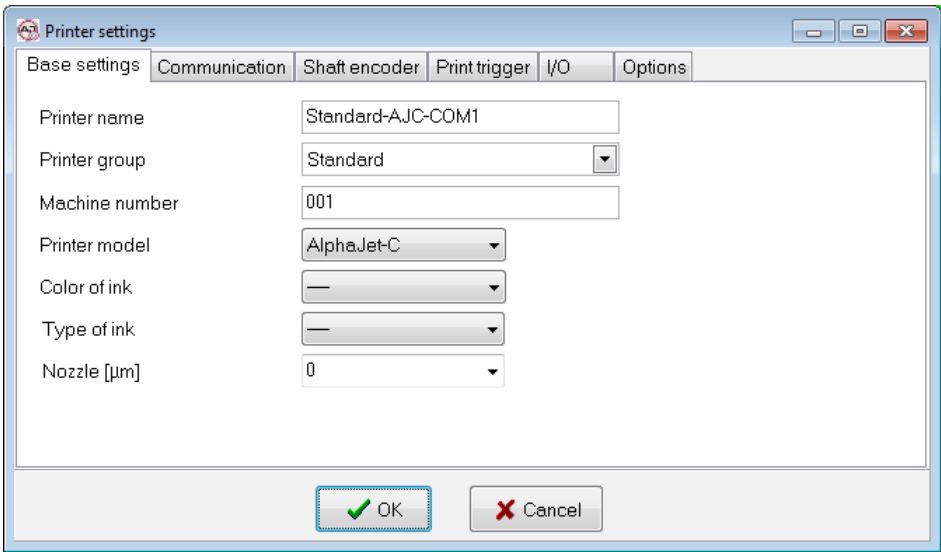 Printer settings
Base settings Communication Shaft encoder Print trigger I/O Options
Printer name Standard-AJC-COM1
Printer group Standard
Machine number 001
Printer model AlphaJet-C
Color of ink —
Type of ink —
Nozzle [µm] 0
OK Cancel